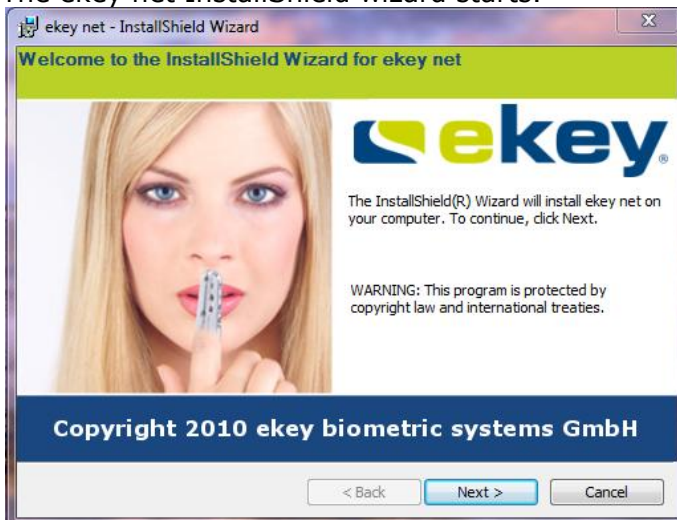 The ekey net InstallShield Wizard starts.
ekey net - InstallShield Wizard
Welcome to the InstallShield Wizard for ekey net
ekey®
The InstallShield(R) Wizard will install ekey net on
your computer. To continue, click Next.
WARNING: This program is protected by
copyright law and international treaties.
Copyright 2010 ekey biometric systems GmbH
< Back
Next >
Cancel